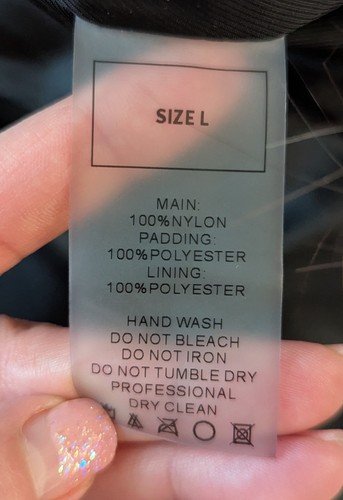 SIZE L
MAIN:
100%NYLON
PADDING:
100%POLYESTER
LINING:
100%POLYESTER
HAND WASH
DO NOT BLEACH
DO NOT IRON
DO NOT TUMBLE DRY
PROFESSIONAL
DRY CLEAN